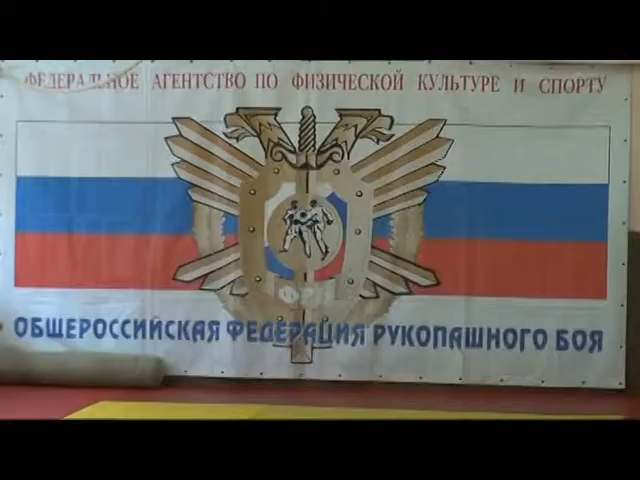 ФЕДЕРАЛЬНОЕ АГЕНТСТВО ПО ФИЗИЧЕСКОЙ КУЛЬТУРЕ И СПОРТУ
ОБЩЕРОССИЙСКАЯ ФЕДЕРАЦИЯ РУКОПАШНОГО БОЯ